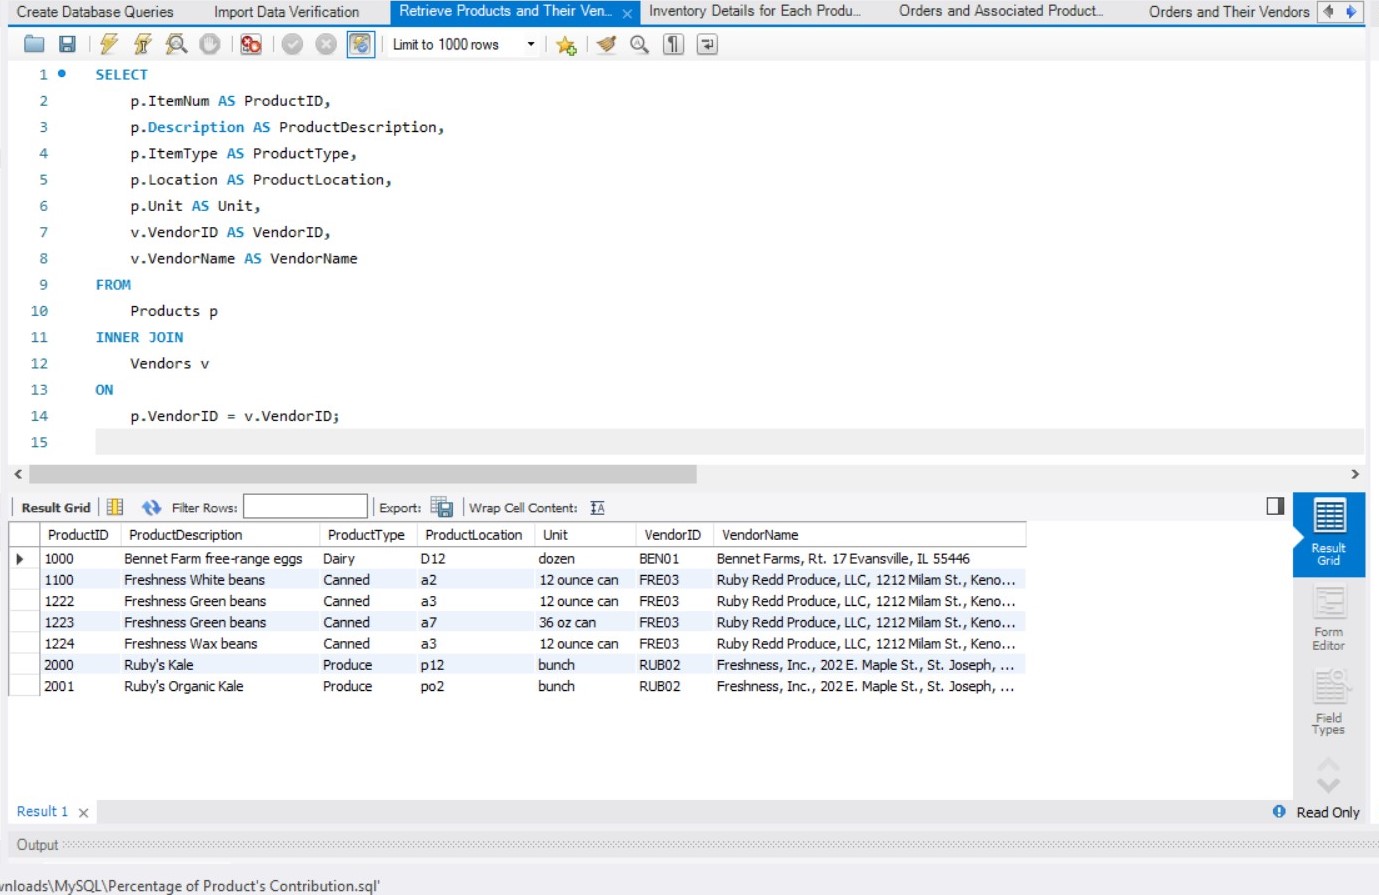 Create Database Queries Import Data Verification Retrieve Products and Their Ven... Inventory Details for Each Produ... Orders and Associated Product... Orders and Their Vendors
Limit to 1000 rows
1 SELECT
2 p.ItemNum AS ProductID,
3 p.Description AS ProductDescription,
4 p.ItemType AS ProductType,
5 p.Location AS ProductLocation,
6 p.Unit AS Unit,
7 v.VendorID AS VendorID,
8 v.VendorName AS VendorName
9 FROM
10 Products p
11 INNER JOIN
12 Vendors v
13 ON
14 p.VendorID = v.VendorID;
15
Result Grid Filter Rows: Export: Wrap Cell Content:
ProductID ProductDescription ProductType ProductLocation Unit VendorID VendorName
1000 Bennet Farm free-range eggs Dairy D12 dozen BEN01 Bennet Farms, Rt. 17 Evansville, IL 55446
1100 Freshness White beans Canned a2 12 ounce can FRE03 Ruby Redd Produce, LLC, 1212 Milam St., Keno...
1222 Freshness Green beans Canned a3 12 ounce can FRE03 Ruby Redd Produce, LLC, 1212 Milam St., Keno...
1223 Freshness Green beans Canned a7 36 oz can FRE03 Ruby Redd Produce, LLC, 1212 Milam St., Keno...
1224 Freshness Wax beans Canned a3 12 ounce can FRE03 Ruby Redd Produce, LLC, 1212 Milam St., Keno...
2000 Ruby's Kale Produce p12 bunch RUB02 Freshness, Inc., 202 E. Maple St., St. Joseph, ...
2001 Ruby's Organic Kale Produce po2 bunch RUB02 Freshness, Inc., 202 E. Maple St., St. Joseph, ...
Result
Grid
Form
Editor
Field
Types
Result 1 Read Only
Output
wnloads\MySQL\Percentage of Product's Contribution.sql'